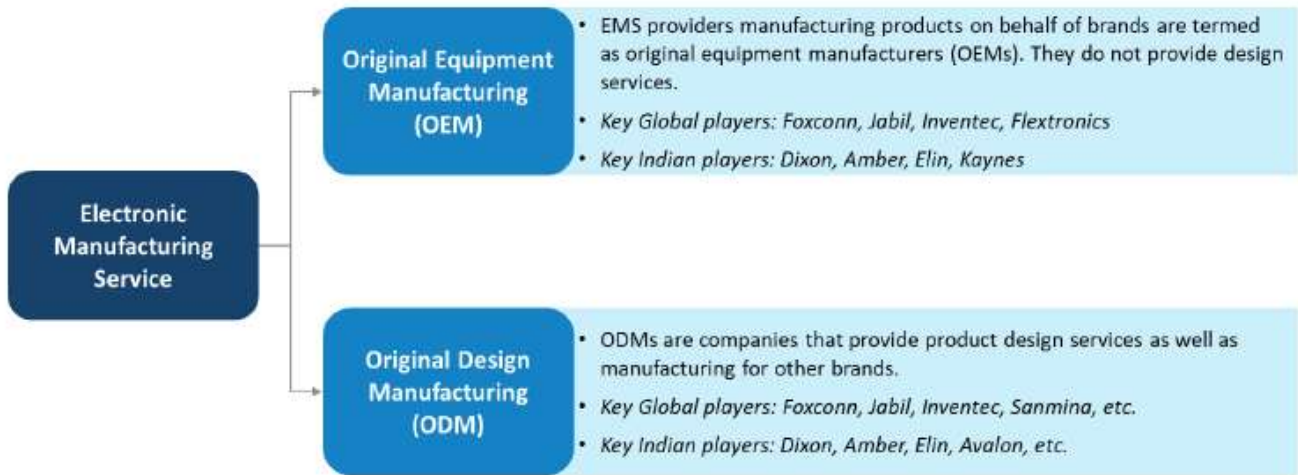 Electronic
Manufacturing
Service
Original Equipment
Manufacturing
(OEM)
• EMS providers manufacturing products on behalf of brands are termed
as original equipment manufacturers (OEMs). They do not provide design
services.
• Key Global players: Foxconn, Jabil, Inventec, Flextronics
• Key Indian players: Dixon, Amber, Elin, Kaynes
Original Design
Manufacturing
(ODM)
• ODMs are companies that provide product design services as well as
manufacturing for other brands.
• Key Global players: Foxconn, Jabil, Inventec, Sanmina, etc.
• Key Indian players: Dixon, Amber, Elin, Avalon, etc.